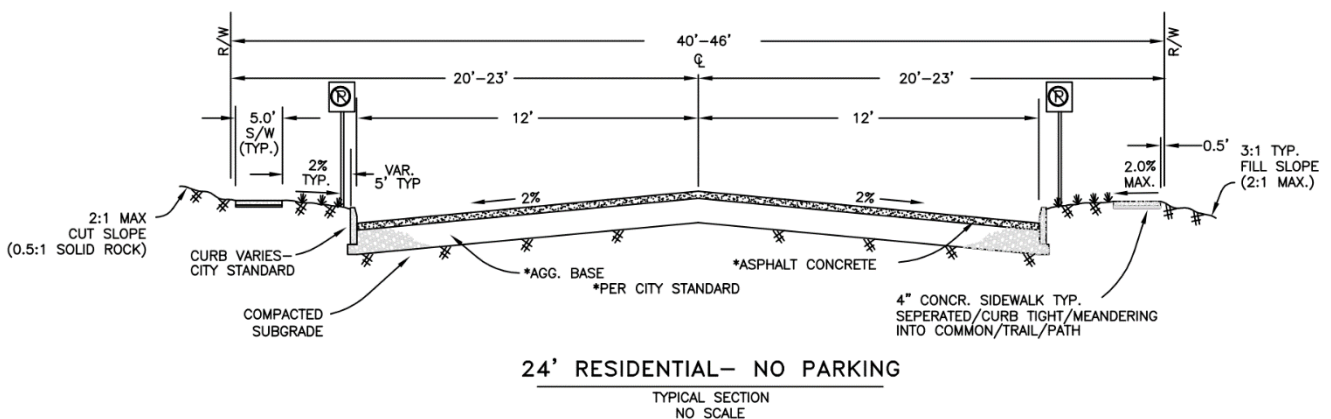 R/W
40'-46'
R/W
℄
20'-23'
20'-23'
P
P
5.0'
S/W
(TYP.)
12'
12'
0.5'
2%
TYP.
VAR.
5' TYP
2.0%
MAX.
3:1 TYP.
FILL SLOPE
(2:1 MAX.)
2%
2%
2:1 MAX
CUT SLOPE
(0.5:1 SOLID ROCK)
CURB VARIES-
CITY STANDARD
*AGG. BASE
*ASPHALT CONCRETE
*PER CITY STANDARD
COMPACTED
SUBGRADE
4" CONCR. SIDEWALK TYP.
SEPERATED/CURB TIGHT/MEANDERING
INTO COMMON/TRAIL/PATH
24' RESIDENTIAL- NO PARKING
TYPICAL SECTION
NO SCALE